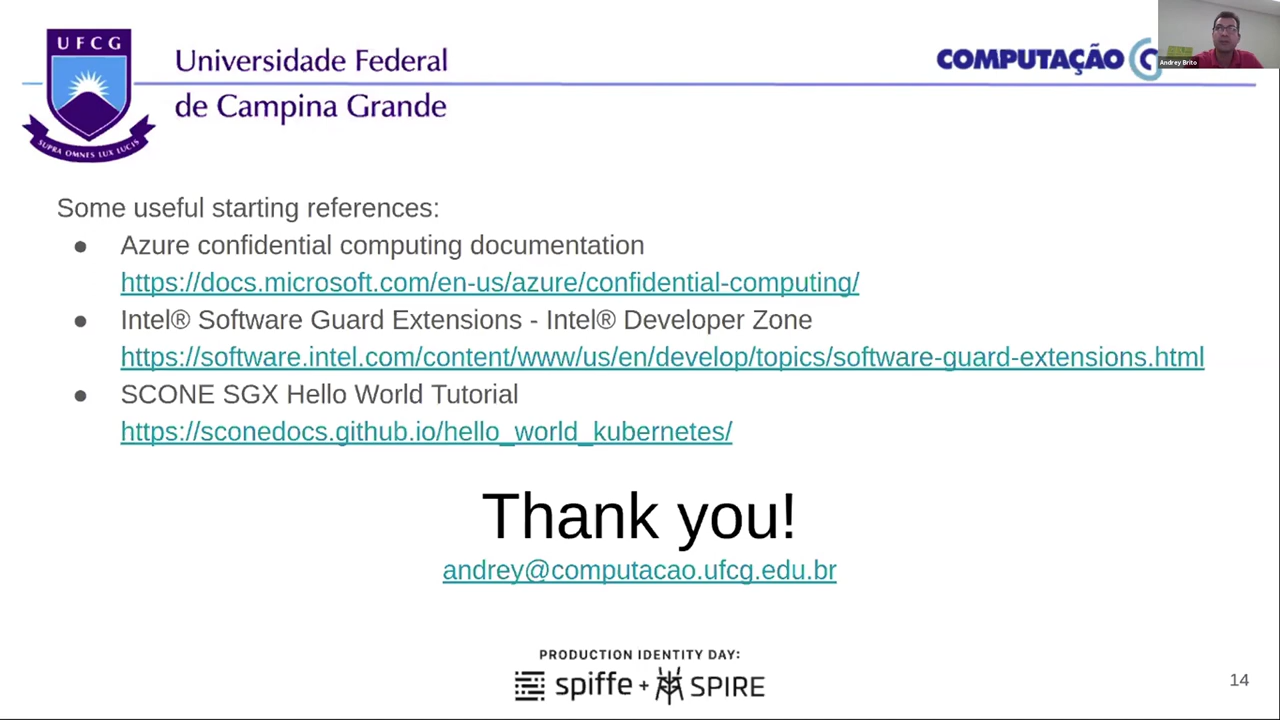 UFCG
SUPRA OMNES LUX LUCIS
Universidade Federal
de Campina Grande
COMPUTAÇÃO
Andrey Brito
Some useful starting references:
● Azure confidential computing documentation
https://docs.microsoft.com/en-us/azure/confidential-computing/
● Intel® Software Guard Extensions - Intel® Developer Zone
https://software.intel.com/content/www/us/en/develop/topics/software-guard-extensions.html
● SCONE SGX Hello World Tutorial
https://sconedocs.github.io/hello_world_kubernetes/
Thank you!
andrey@computacao.ufcg.edu.br
PRODUCTION IDENTITY DAY:
spiffe + SPIRE
14